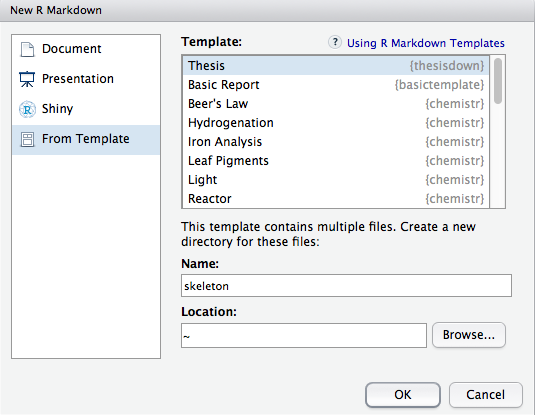 New R Markdown
Document
Presentation
Shiny
From Template
Template:
? Using R Markdown Templates
Thesis {thesisdown}
Basic Report {basictemplate}
Beer's Law {chemistr}
Hydrogenation {chemistr}
Iron Analysis {chemistr}
Leaf Pigments {chemistr}
Light {chemistr}
Reactor {chemistr}
This template contains multiple files. Create a new
directory for these files:
Name:
skeleton
Location:
~ Browse...
OK Cancel